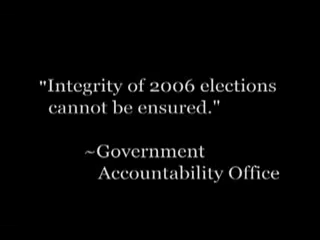 "Integrity of 2006 elections
cannot be ensured."
~Government
Accountability Office